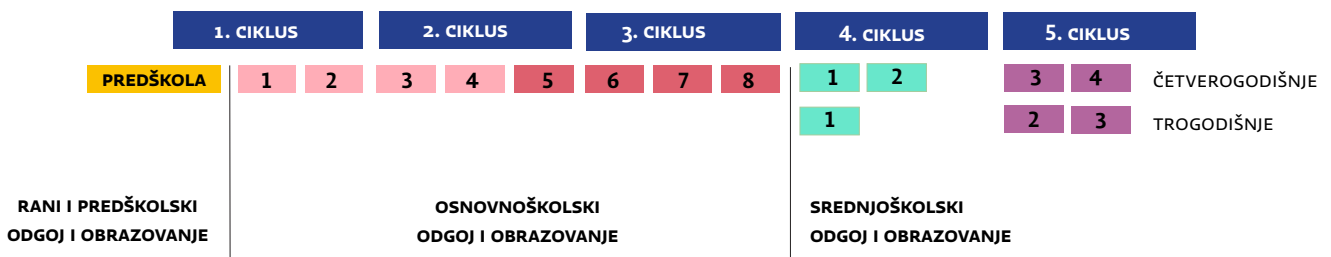 1. CIKLUS 2. CIKLUS 3. CIKLUS 4. CIKLUS 5. CIKLUS
PREDŠKOLA 1 2 3 4 5 6 7 8 1 2 3 4 ČETVEROGODIŠNJE
1 2 3 TROGODIŠNJE
RANI I PREDŠKOLSKI
ODGOJ I OBRAZOVANJE
OSNOVNOŠKOLSKI
ODGOJ I OBRAZOVANJE
SREDNJOŠKOLSKI
ODGOJ I OBRAZOVANJE